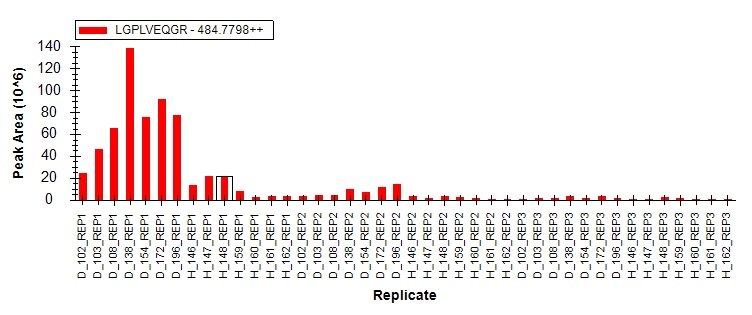 LGPLVEQGR - 484.7798++
Peak Area (10^6)
140
120
100
80
60
40
20
0
D_102_REP1
D_103_REP1
D_108_REP1
D_138_REP1
D_154_REP1
D_172_REP1
D_196_REP1
H_146_REP1
H_147_REP1
H_148_REP1
H_159_REP1
H_160_REP1
H_161_REP1
H_162_REP1
D_102_REP2
D_103_REP2
D_108_REP2
D_138_REP2
D_154_REP2
D_172_REP2
D_196_REP2
H_146_REP2
H_147_REP2
H_148_REP2
H_159_REP2
H_160_REP2
H_161_REP2
H_162_REP2
D_102_REP3
D_103_REP3
D_108_REP3
D_138_REP3
D_154_REP3
D_172_REP3
D_196_REP3
H_146_REP3
H_147_REP3
H_148_REP3
H_159_REP3
H_160_REP3
H_161_REP3
H_162_REP3
Replicate